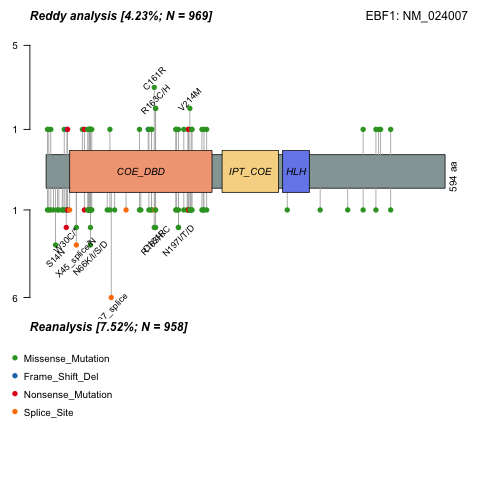 Reddy analysis [4.23%; N = 969]
EBF1: NM_024007
5
C161R
R163C/H
V214M
1
COE_DBD
IPT_COE
HLH
594 aa
1
S14N
X45_splice
N66K/I/S/D
N197I/T/D
6
Reanalysis [7.52%; N = 958]
Missense_Mutation
Frame_Shift_Del
Nonsense_Mutation
Splice_Site